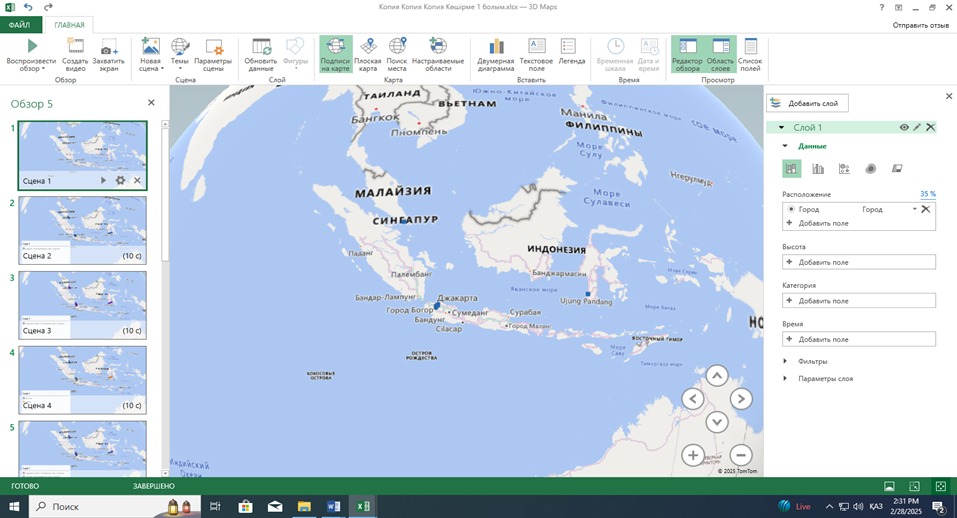 Копия Копия Копия Көшірме 1 болым.xlsx — 3D Maps
ФАЙЛ
ГЛАВНАЯ
Отправить отзыв
Воспроизвести обзор
Создать видео
Захватить экран
Обзор
Новая сцена
Темы
Параметры сцены
Сцена
Обновить данные
Фигуры
Слой
Подписи на карте
Плоская карта
Поиск места
Настраиваемые области
Карта
Двумерная диаграмма
Текстовое поле
Легенда
Вставить
Временная шкала
Дата и время
Время
Редактор обзора
Область слоев
Список полей
Просмотр
Обзор 5
1
Сцена 1
2
Сцена 2 (10 с)
3
Сцена 3 (10 с)
4
Сцена 4 (10 с)
5
Южно-Китайское море
ТАИЛАНД
ВЬЕТНАМ
Бангкок
Пномпень
Манила
ФИЛИППИНЫ
Филиппинское море
Море Сулу
Море Сулавеси
Нгерулмуд
МАЛАЙЗИЯ
СИНГАПУР
ИНДОНЕЗИЯ
Паданг
Палембанг
Банджармасин
Бандар-Лампунг
Джакарта
Яванское море
Ujung Pandang
Город Богор
Сумеданг
Сурабая
Бандунг
Cilacap
Город Маланг
Море Банда
Море Саву
ВОСТОЧНЫЙ ТИМОР
Тиморское море
ОСТРОВ РОЖДЕСТВА
КОКОСОВЫЕ ОСТРОВА
Индийский Океан
© 2025 TomTom
Добавить слой
Слой 1
Данные
Расположение 35 %
Город Город
Добавить поле
Высота
Добавить поле
Категория
Добавить поле
Время
Добавить поле
Фильтры
Параметры слоя
ГОТОВО
ЗАВЕРШЕНО
Поиск
Live
ҚАЗ
2:31 PM
2/28/2025
2